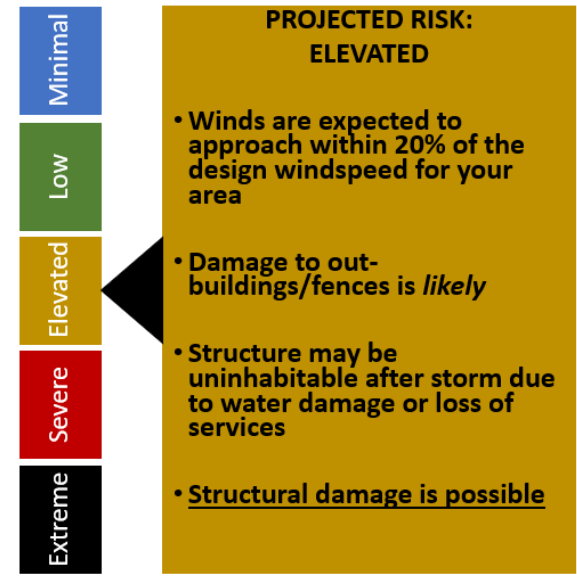 Minimal
Low
Elevated
Severe
Extreme
PROJECTED RISK:
ELEVATED
• Winds are expected to
approach within 20% of the
design windspeed for your
area
• Damage to out-
buildings/fences is likely
• Structure may be
uninhabitable after storm due
to water damage or loss of
services
• Structural damage is possible